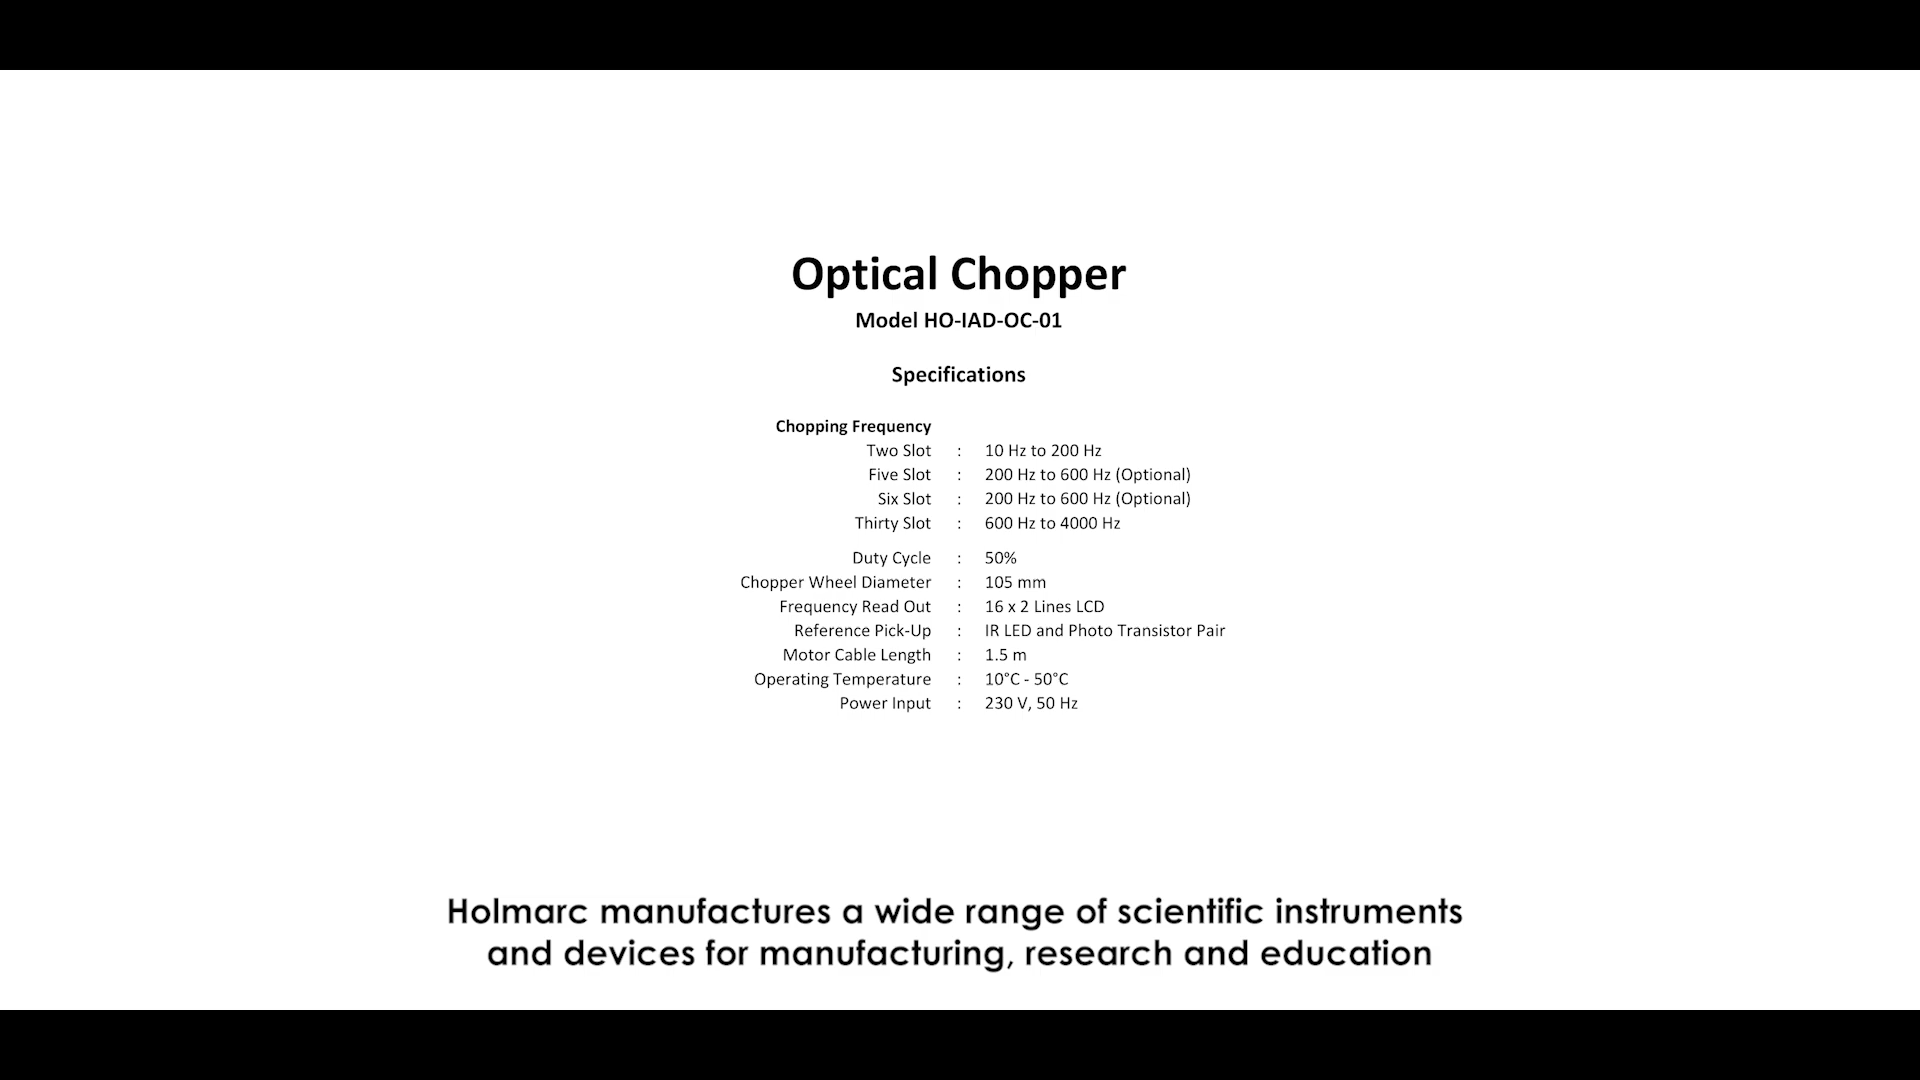 Optical Chopper
Model HO-IAD-OC-01
Specifications
Chopping Frequency
Two Slot : 10 Hz to 200 Hz
Five Slot : 200 Hz to 600 Hz (Optional)
Six Slot : 200 Hz to 600 Hz (Optional)
Thirty Slot : 600 Hz to 4000 Hz
Duty Cycle : 50%
Chopper Wheel Diameter : 105 mm
Frequency Read Out : 16 x 2 Lines LCD
Reference Pick-Up : IR LED and Photo Transistor Pair
Motor Cable Length : 1.5 m
Operating Temperature : 10°C - 50°C
Power Input : 230 V, 50 Hz
Holmarc manufactures a wide range of scientific instruments
and devices for manufacturing, research and education